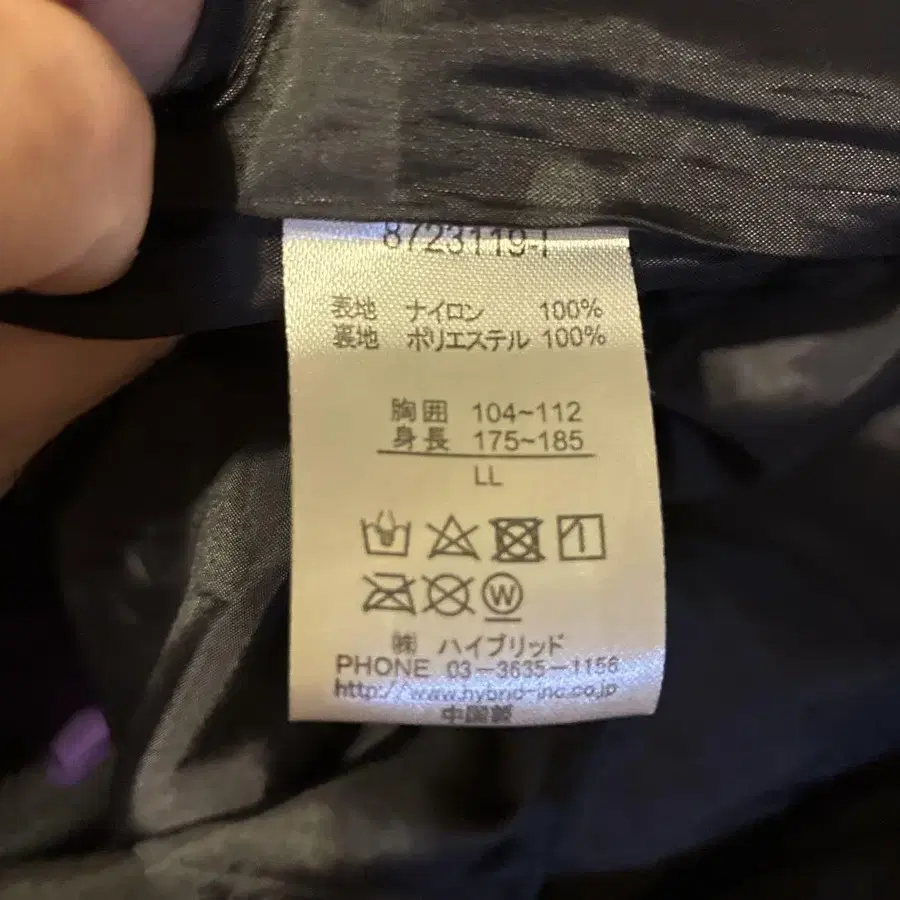 8723119-1
表地 ナイロン 100%
裏地 ポリエステル 100%
胸囲 104~112
身長 175~185
LL
W
㈱ ハイブリッド
PHONE 03-3635-1156
http://www.hybrid-inc.co.jp
中国製